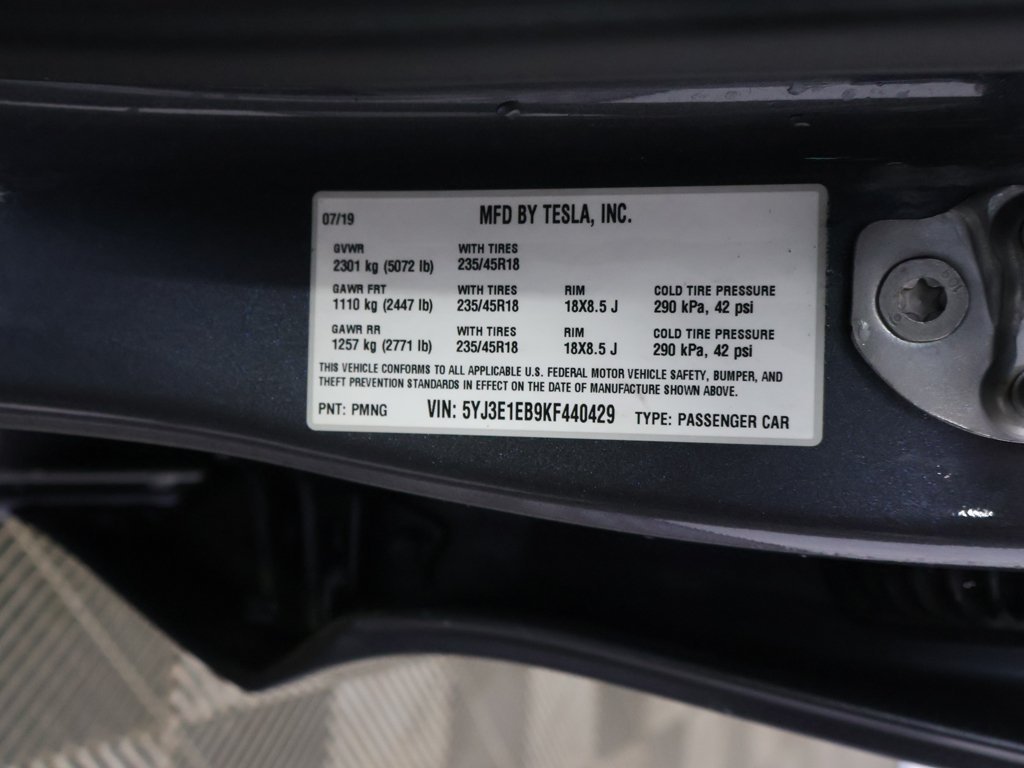 07/19 MFD BY TESLA, INC.
GVWR WITH TIRES
2301 kg (5072 lb) 235/45R18
GAWR FRT WITH TIRES RIM COLD TIRE PRESSURE
1110 kg (2447 lb) 235/45R18 18X8.5 J 290 kPa, 42 psi
GAWR RR WITH TIRES RIM COLD TIRE PRESSURE
1257 kg (2771 lb) 235/45R18 18X8.5 J 290 kPa, 42 psi
THIS VEHICLE CONFORMS TO ALL APPLICABLE U.S. FEDERAL MOTOR VEHICLE SAFETY, BUMPER, AND
THEFT PREVENTION STANDARDS IN EFFECT ON THE DATE OF MANUFACTURE SHOWN ABOVE.
PNT: PMNG VIN: 5YJ3E1EB9KF440429 TYPE: PASSENGER CAR